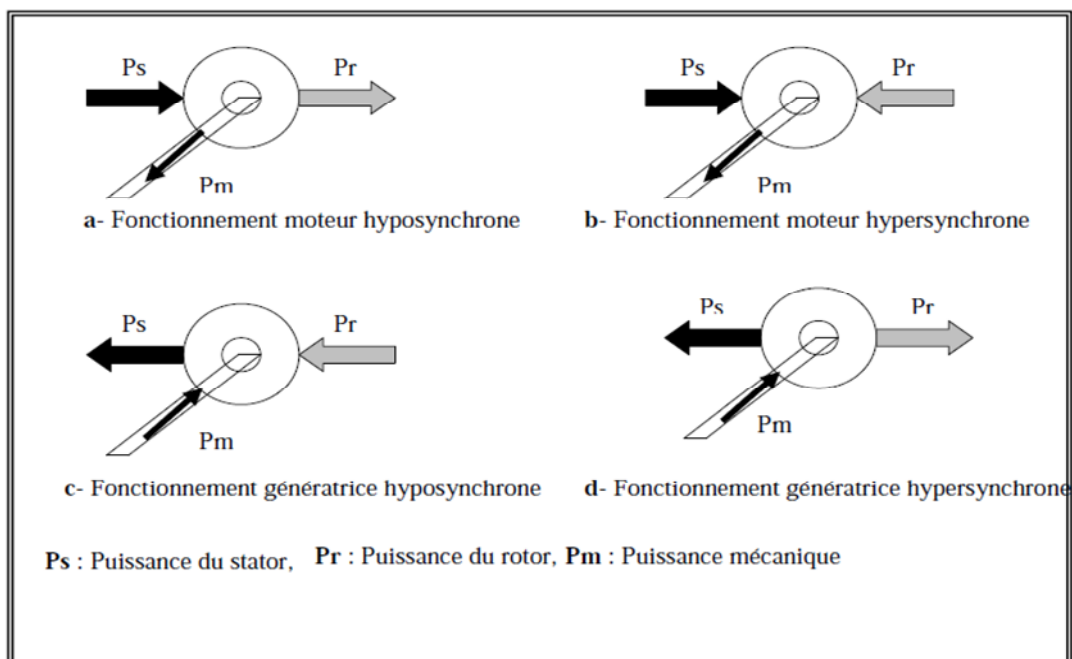 Ps
Pr
Pm
a- Fonctionnement moteur hyposynchrone
Ps
Pr
Pm
b- Fonctionnement moteur hypersynchrone
Ps
Pr
Pm
c- Fonctionnement génératrice hyposynchrone
Ps
Pr
Pm
d- Fonctionnement génératrice hypersynchrone
Ps : Puissance du stator, Pr : Puissance du rotor, Pm : Puissance mécanique